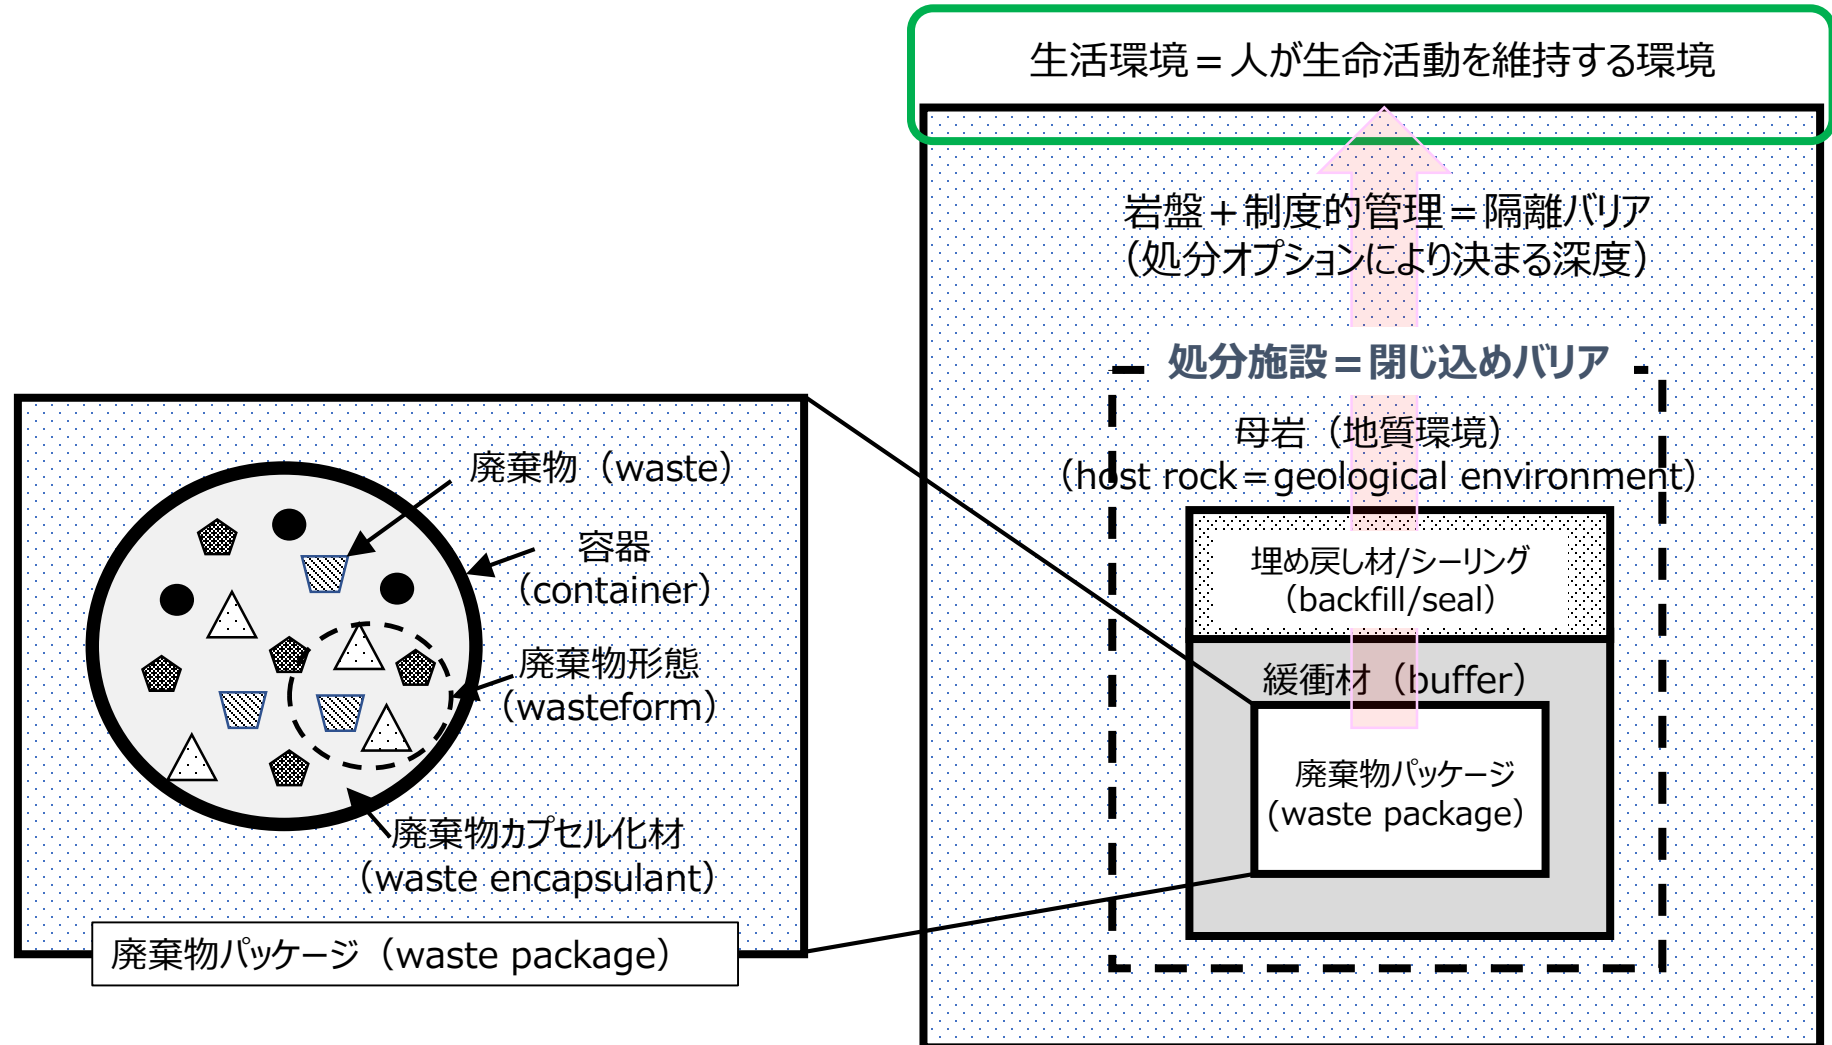 生活環境＝人が生命活動を維持する環境
岩盤＋制度的管理＝隔離バリア
（処分オプションにより決まる深度）
処分施設＝閉じ込めバリア
母岩（地質環境）
（host rock＝geological environment）
埋め戻し材/シーリング
（backfill/seal）
緩衝材（buffer）
廃棄物パッケージ
(waste package）
廃棄物（waste）
容器
（container）
廃棄物形態
（wasteform）
廃棄物カプセル化材
（waste encapsulant）
廃棄物パッケージ（waste package）